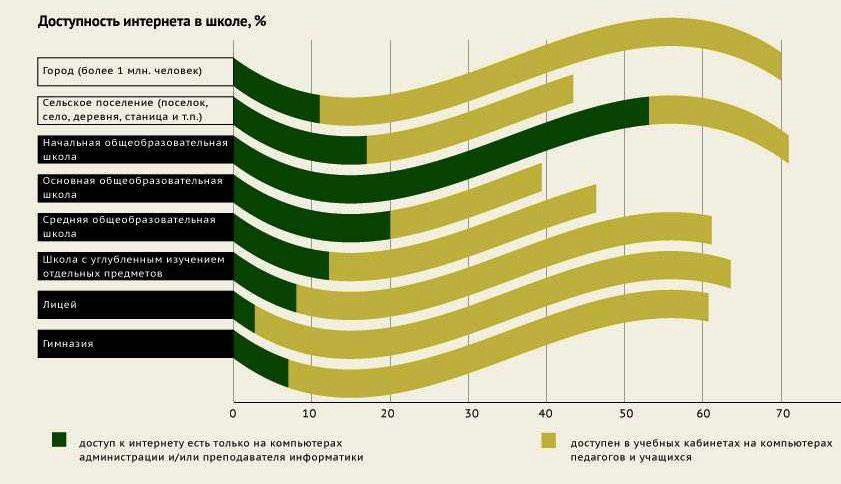 Доступность интернета в школе, %
Город (более 1 млн. человек)
Сельское поселение (поселок,
село, деревня, станица и т.п.)
Начальная общеобразовательная
школа
Основная общеобразовательная
школа
Средняя общеобразовательная
школа
Школа с углубленным изучением
отдельных предметов
Лицей
Гимназия
0 10 20 30 40 50 60 70
доступ к интернету есть только на компьютерах
администрации и/или преподавателя информатики
доступен в учебных кабинетах на компьютерах
педагогов и учащихся